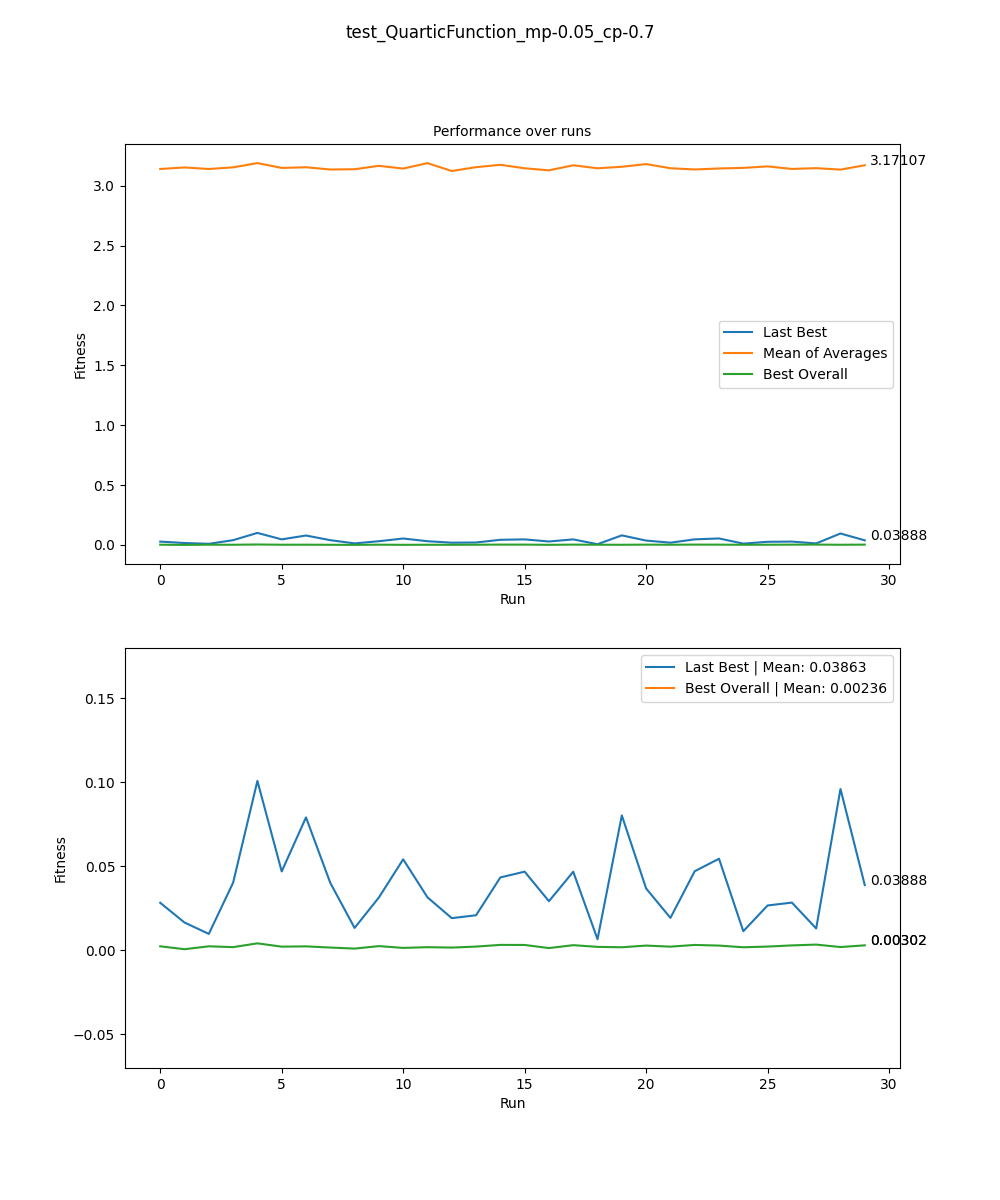 test_QuarticFunction_mp-0.05_cp-0.7
Performance over runs
3.17107
3.0
2.5
2.0
1.5
1.0
0.5
0.0
Fitness
Last Best
Mean of Averages
Best Overall
0.03888
0 5 10 15 20 25 30
Run
Last Best | Mean: 0.03863
Best Overall | Mean: 0.00236
0.15
0.10
0.05
0.00
−0.05
Fitness
0.03888
0.00302
0 5 10 15 20 25 30
Run